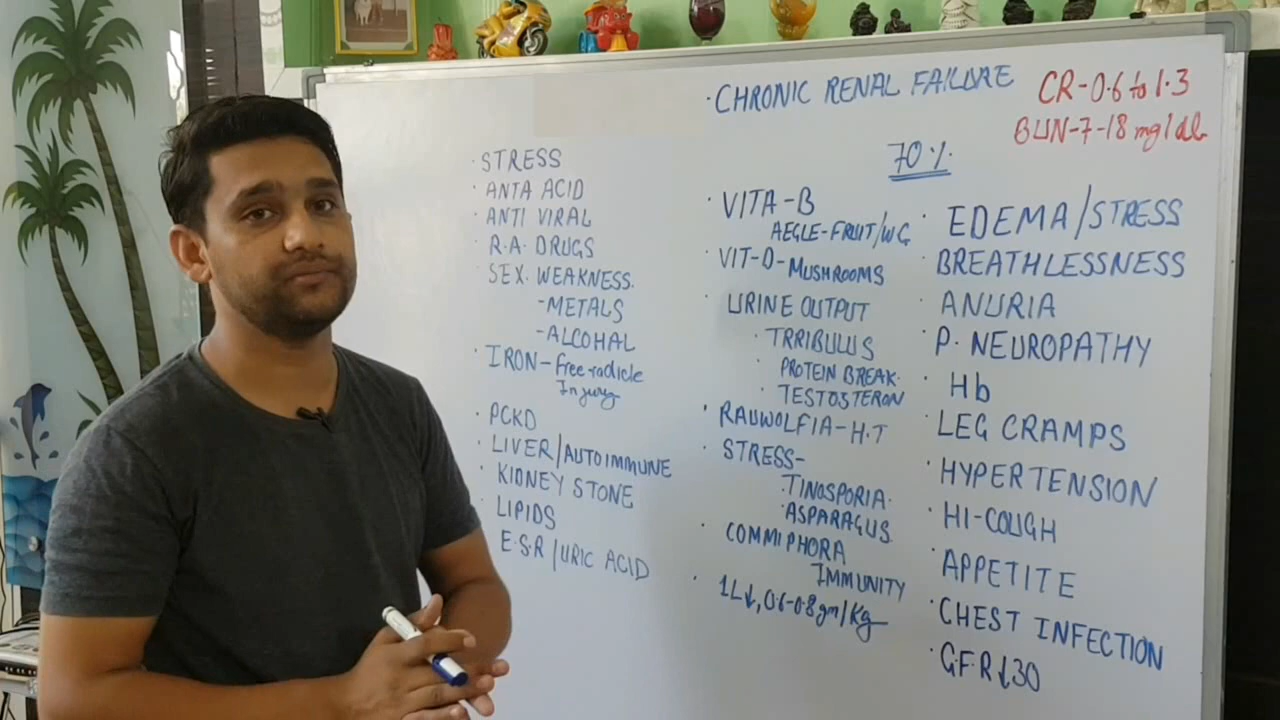 ·CHRONIC RENAL FAILURE
CR-0.6 to 1.3
BUN-7-18 mg/dl
70%
· STRESS
· ANTA ACID
· ANTI VIRAL
· R.A. DRUGS
· SEX. WEAKNESS.
-METALS
-ALCOHAL
· IRON-free radicle
Injury
· PCKD
· LIVER/AUTOIMMUNE
· KIDNEY STONE
· LIPIDS
· E.S.R/URIC ACID
· VITA-B
AEGLE-FRUIT/WG
· VIT-D-MUSHROOMS
· URINE OUTPUT
· TRRIBULUS
· PROTEIN BREAK.
· TESTOSTERON
· RAUWOLFIA-H.T
· STRESS-
·TINOSPORIA.
·ASPARAGUS.
· COMMIPHORA
IMMUNITY
· 1L↓, 0.6-0.8gm/Kg
· EDEMA/STRESS
· BREATHLESSNESS
· ANURIA
· P. NEUROPATHY
· Hb
· LEG CRAMPS
· HYPERTENSION
· HI-COUGH
· APPETITE
· CHEST INFECTION
· G.F.R↓30